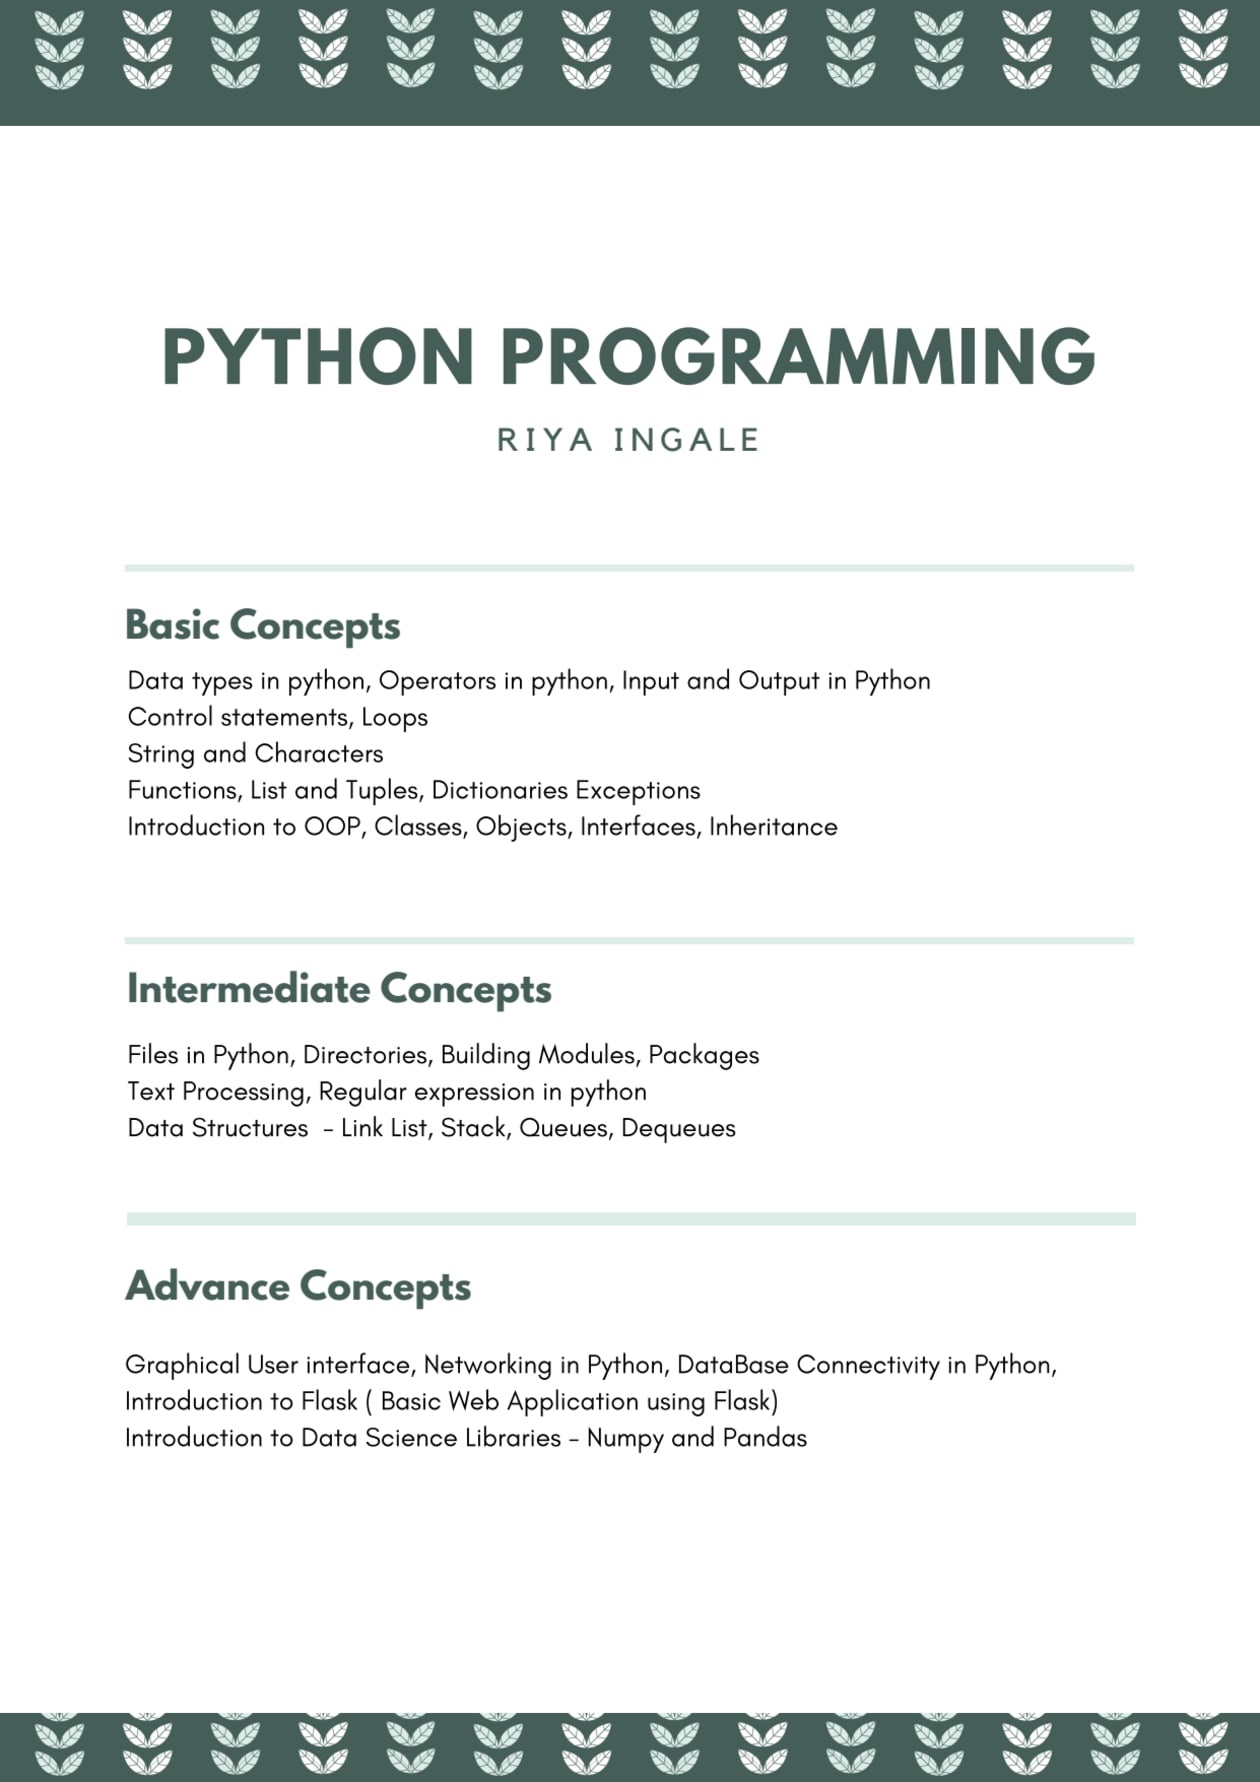 PYTHON PROGRAMMING
RIYA INGALE
Basic Concepts
Data types in python, Operators in python, Input and Output in Python
Control statements, Loops
String and Characters
Functions, List and Tuples, Dictionaries Exceptions
Introduction to OOP, Classes, Objects, Interfaces, Inheritance
Intermediate Concepts
Files in Python, Directories, Building Modules, Packages
Text Processing, Regular expression in python
Data Structures  - Link List, Stack, Queues, Dequeues
Advance Concepts
Graphical User interface, Networking in Python, DataBase Connectivity in Python,
Introduction to Flask ( Basic Web Application using Flask)
Introduction to Data Science Libraries - Numpy and Pandas